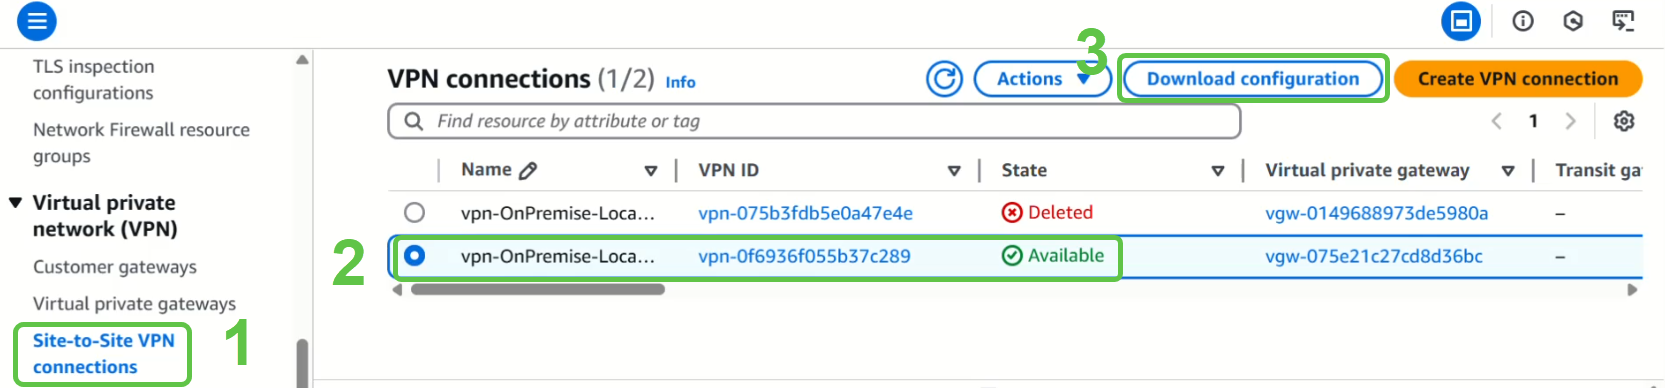 TLS inspection
configurations
Network Firewall resource
groups
Virtual private
network (VPN)
Customer gateways
Virtual private gateways
Site-to-Site VPN
connections
1
VPN connections (1/2) Info
Actions
3
Download configuration
Create VPN connection
Find resource by attribute or tag
1
Name VPN ID State Virtual private gateway Transit ga
vpn-OnPremise-Loca... vpn-075b3fdb5e0a47e4e Deleted vgw-0149688973de5980a –
2
vpn-OnPremise-Loca... vpn-0f6936f055b37c289 Available vgw-075e21c27cd8d36bc –